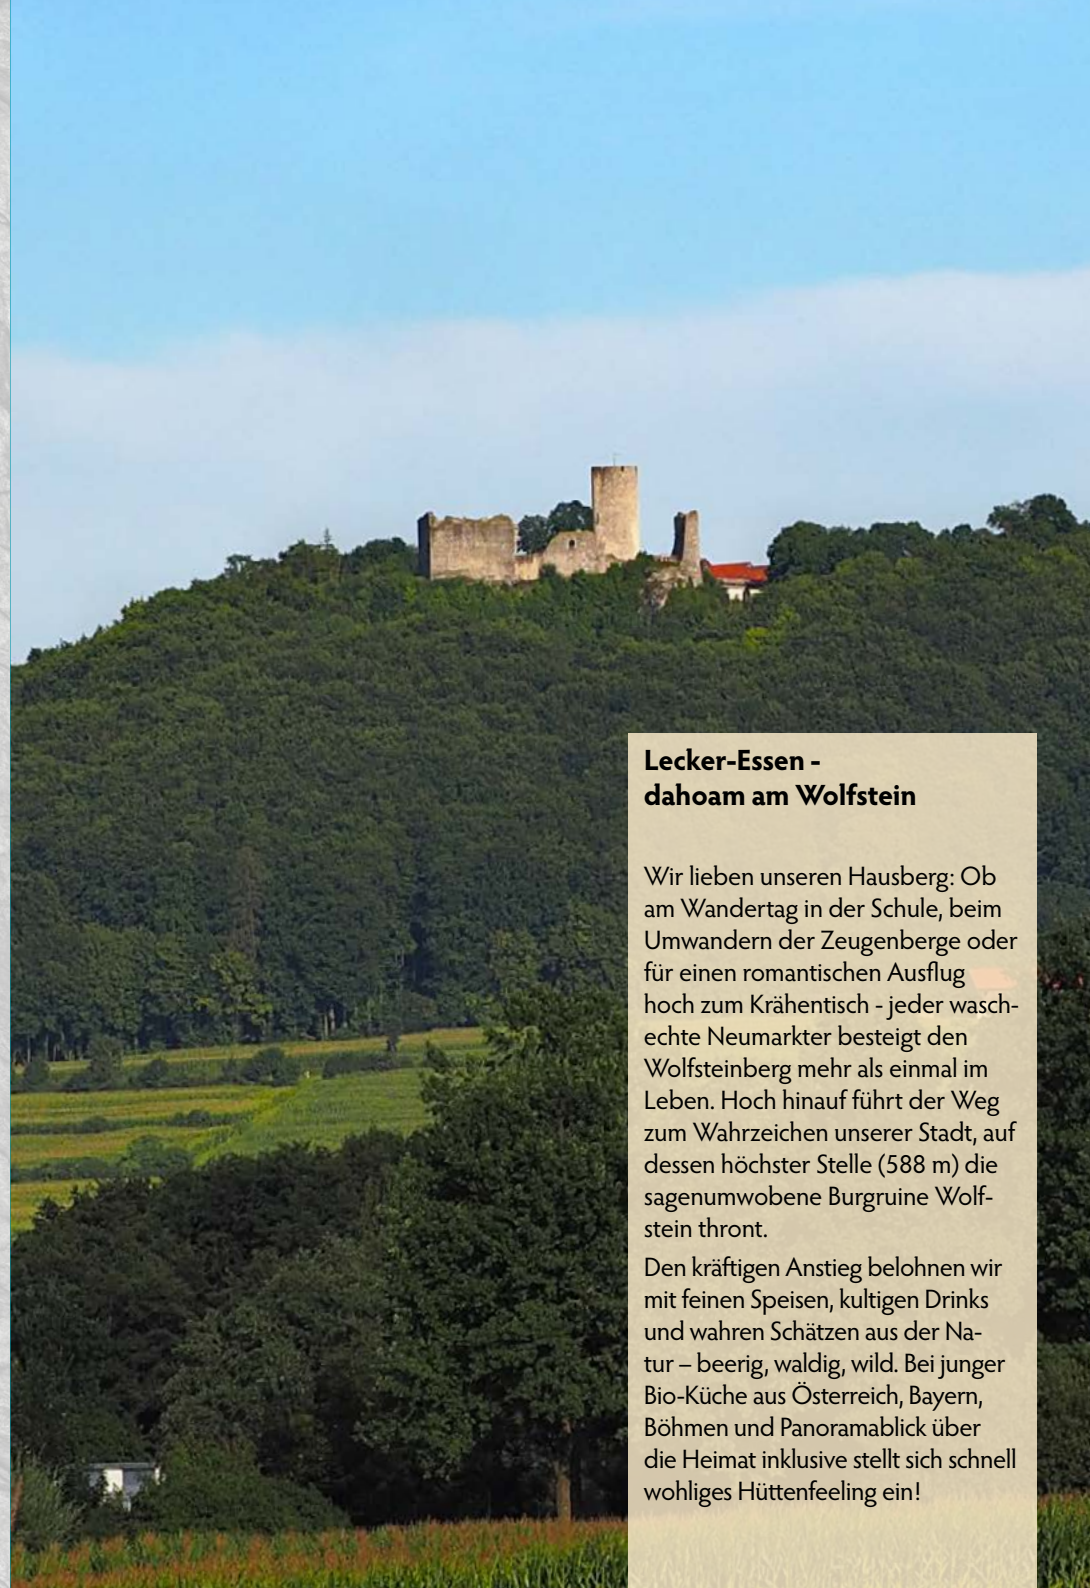 Lecker-Essen -
dahoam am Wolfstein
Wir lieben unseren Hausberg: Ob
am Wandertag in der Schule, beim
Umwandern der Zeugenberge oder
für einen romantischen Ausflug
hoch zum Krähentisch - jeder wasch-
echte Neumarkter besteigt den
Wolfsteinberg mehr als einmal im
Leben. Hoch hinauf führt der Weg
zum Wahrzeichen unserer Stadt, auf
dessen höchster Stelle (588 m) die
sagenumwobene Burgruine Wolf-
stein thront.
Den kräftigen Anstieg belohnen wir
mit feinen Speisen, kultigen Drinks
und wahren Schätzen aus der Na-
tur – beerig, waldig, wild. Bei junger
Bio-Küche aus Österreich, Bayern,
Böhmen und Panoramablick über
die Heimat inklusive stellt sich schnell
wohliges Hüttenfeeling ein!